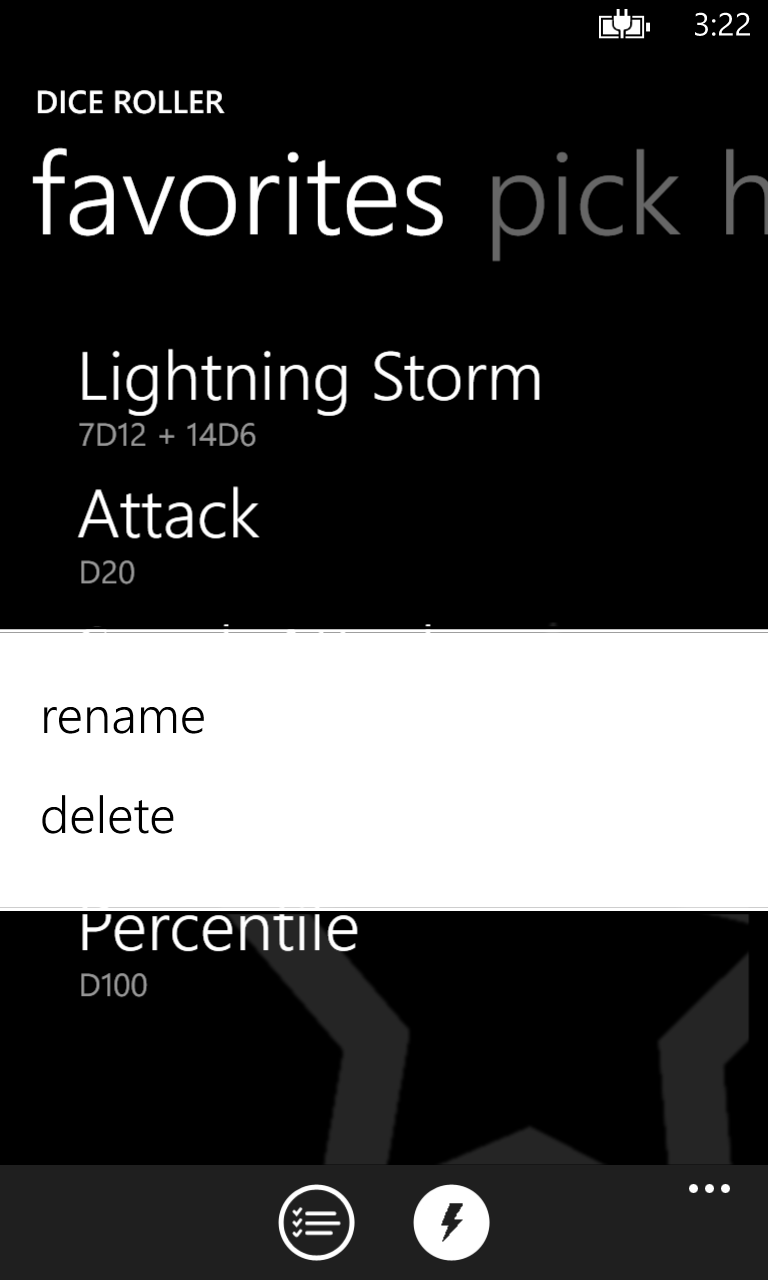 3:22
DICE ROLLER
favorites pick h
Lightning Storm
7D12 + 14D6
Attack
D20
rename
delete
Percentile
D100